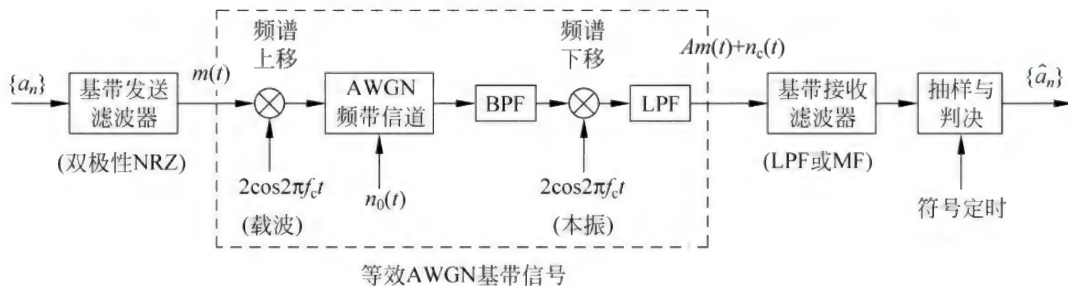 频谱
上移
频谱
下移
Am(t)+n_c(t)
{a_n}
基带发送
滤波器
(双极性NRZ)
m(t)
AWGN
频带信道
BPF
LPF
基带接收
滤波器
(LPF或MF)
抽样与
判决
{â_n}
2cos2πf_ct
(载波)
n_0(t)
2cos2πf_ct
(本振)
符号定时
等效AWGN基带信号